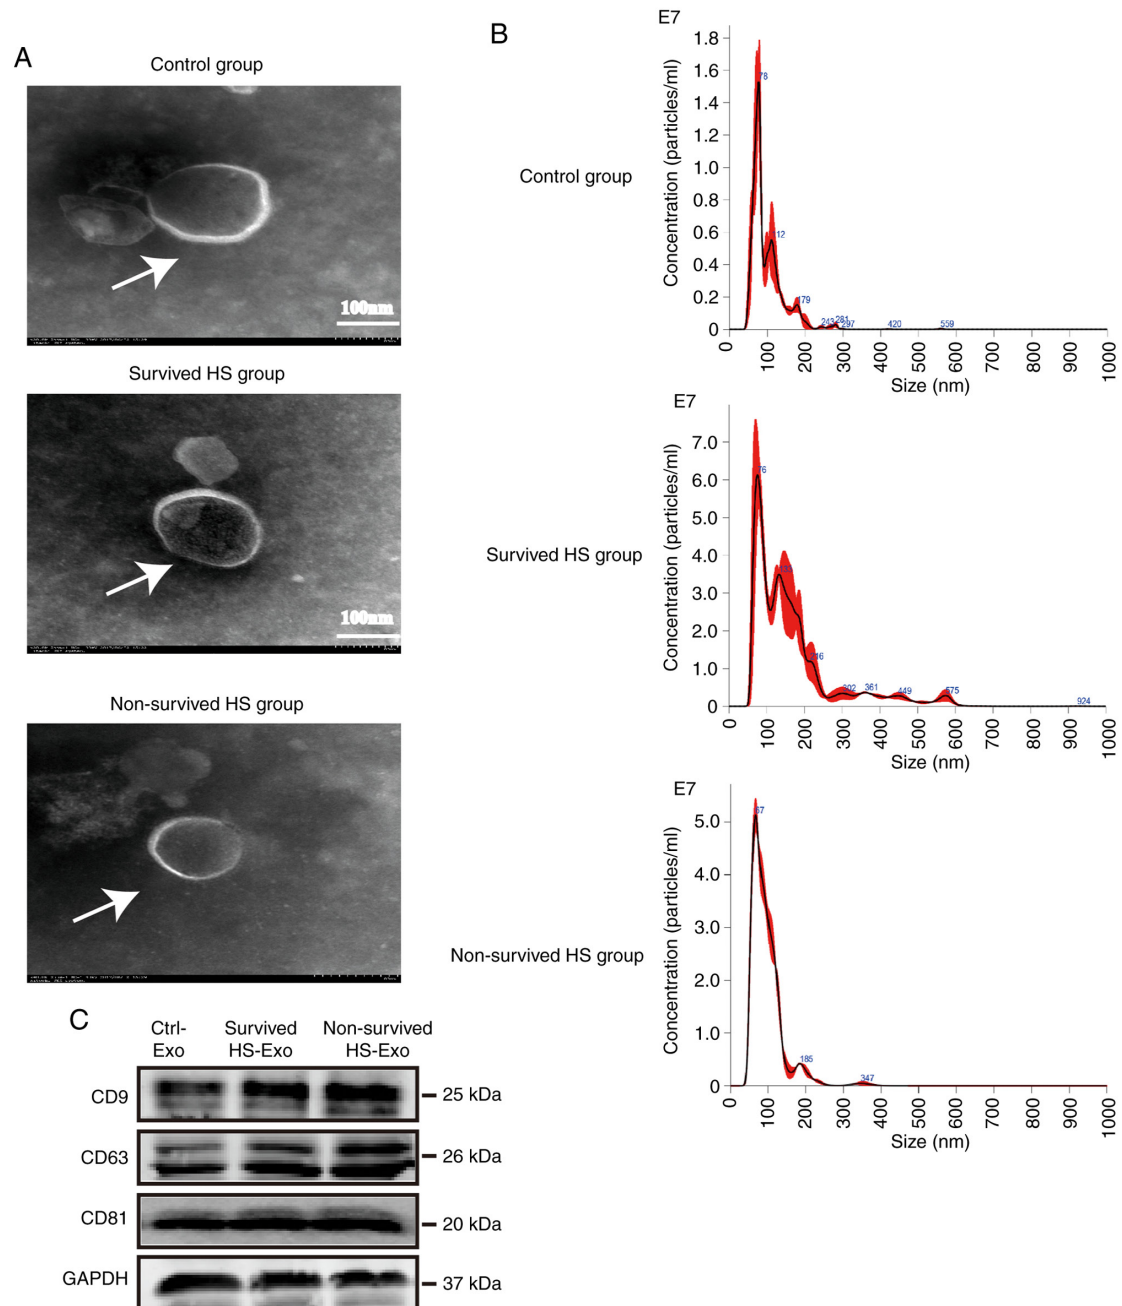 A
Control group
100nm
Survived HS group
100nm
Non-survived HS group
B
E7
Control group
Concentration (particles/ml)
1.8
1.6
1.4
1.2
1.0
0.8
0.6
0.4
0.2
0
78
112
179
243
281
297
420
559
0
100
200
300
400
500
600
700
800
900
1000
Size (nm)
E7
Survived HS group
Concentration (particles/ml)
7.0
6.0
5.0
4.0
3.0
2.0
1.0
0
76
216
302
361
449
575
924
0
100
200
300
400
500
600
700
800
900
1000
Size (nm)
E7
Non-survived HS group
Concentration (particles/ml)
5.0
4.0
3.0
2.0
1.0
0
67
185
347
0
100
200
300
400
500
600
700
800
900
1000
Size (nm)
C
Ctrl- Survived Non-survived
Exo HS-Exo HS-Exo
CD9 25 kDa
CD63 26 kDa
CD81 20 kDa
GAPDH 37 kDa